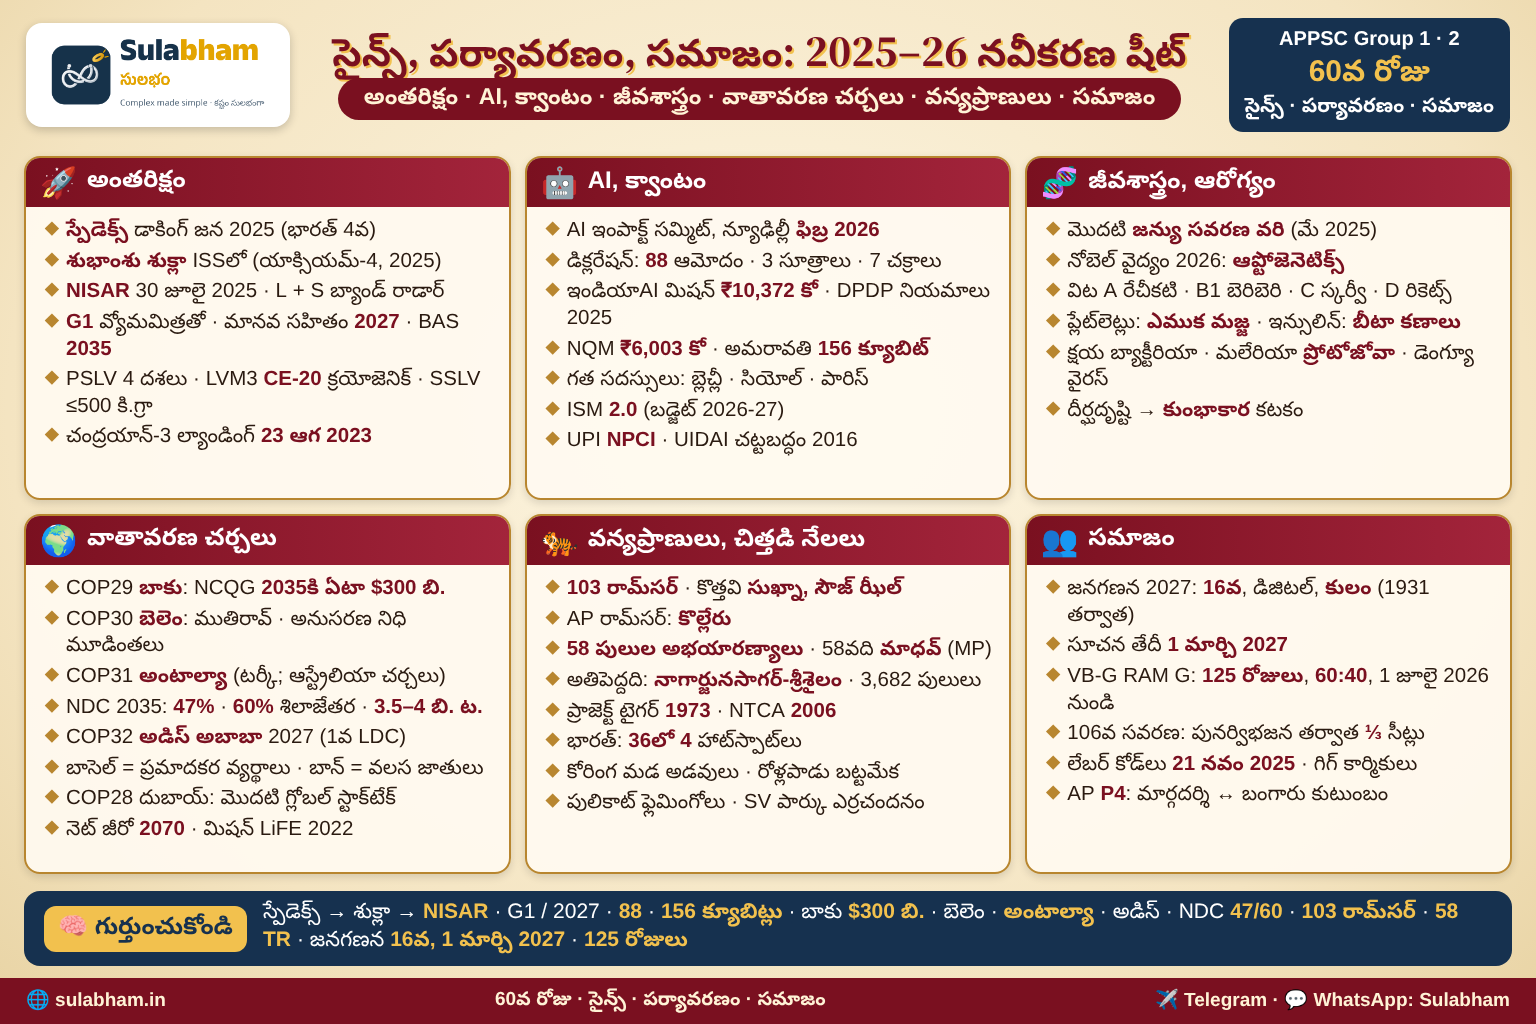 Sulabham
సులభం
Complex made simple · కష్టం సులభంగా
సైన్స్, పర్యావరణం, సమాజం: 2025–26 నవీకరణ షీట్
అంతరిక్షం · AI, క్వాంటం · జీవశాస్త్రం · వాతావరణ చర్చలు · వన్యప్రాణులు · సమాజం
APPSC Group 1 · 2
60వ రోజు
సైన్స్ · పర్యావరణం · సమాజం
🚀 అంతరిక్షం
◆ స్పేడెక్స్ డాకింగ్ జన 2025 (భారత్ 4వ)
◆ శుభాంశు శుక్లా ISSలో (యాక్సియమ్-4, 2025)
◆ NISAR 30 జూలై 2025 · L + S బ్యాండ్ రాడార్
◆ G1 వ్యోమమిత్రతో · మానవ సహితం 2027 · BAS
2035
◆ PSLV 4 దశలు · LVM3 CE-20 క్రయోజెనిక్ · SSLV
≤500 కి.గ్రా
◆ చంద్రయాన్-3 ల్యాండింగ్ 23 ఆగ 2023
🤖 AI, క్వాంటం
◆ AI ఇంపాక్ట్ సమ్మిట్, న్యూఢిల్లీ ఫిబ్ర 2026
◆ డిక్లరేషన్: 88 ఆమోదం · 3 సూత్రాలు · 7 చక్రాలు
◆ ఇండియాAI మిషన్ ₹10,372 కో · DPDP నియమాలు
2025
◆ NQM ₹6,003 కో · అమరావతి 156 క్యూబిట్
◆ గత సదస్సులు: బ్లెచ్లీ · సియోల్ · పారిస్
◆ ISM 2.0 (బడ్జెట్ 2026-27)
◆ UPI NPCI · UIDAI చట్టబద్ధం 2016
🧬 జీవశాస్త్రం, ఆరోగ్యం
◆ మొదటి జన్యు సవరణ వరి (మే 2025)
◆ నోబెల్ వైద్యం 2026: ఆప్టోజెనెటిక్స్
◆ విట A రేచీకటి · B1 బెరిబెరి · C స్కర్వీ · D రికెట్స్
◆ ప్లేట్‌లెట్లు: ఎముక మజ్జ · ఇన్సులిన్: బీటా కణాలు
◆ క్షయ బ్యాక్టీరియా · మలేరియా ప్రోటోజోవా · డెంగ్యూ
వైరస్
◆ దీర్ఘదృష్టి → కుంభాకార కటకం
🌍 వాతావరణ చర్చలు
◆ COP29 బాకు: NCQG 2035కి ఏటా $300 బి.
◆ COP30 బెలెం: ముతిరావ్ · అనుసరణ నిధి
మూడింతలు
◆ COP31 అంటాల్యా (టర్కీ; ఆస్ట్రేలియా చర్చలు)
◆ NDC 2035: 47% · 60% శిలాజేతర · 3.5–4 బి. ట.
◆ COP32 అడిస్ అబాబా 2027 (1వ LDC)
◆ బాసెల్ = ప్రమాదకర వ్యర్థాలు · బాన్ = వలస జాతులు
◆ COP28 దుబాయ్: మొదటి గ్లోబల్ స్టాక్‌టేక్
◆ నెట్ జీరో 2070 · మిషన్ LiFE 2022
🐅 వన్యప్రాణులు, చిత్తడి నేలలు
◆ 103 రామ్‌సర్ · కొత్తవి సుఖ్నా, సౌజ్ ఝీల్
◆ AP రామ్‌సర్: కొల్లేరు
◆ 58 పులుల అభయారణ్యాలు · 58వది మాధవ్ (MP)
◆ అతిపెద్దది: నాగార్జునసాగర్-శ్రీశైలం · 3,682 పులులు
◆ ప్రాజెక్ట్ టైగర్ 1973 · NTCA 2006
◆ భారత్: 36లో 4 హాట్‌స్పాట్‌లు
◆ కోరింగ మడ అడవులు · రోళ్లపాడు బట్టమేక
◆ పులికాట్ ఫ్లెమింగోలు · SV పార్కు ఎర్రచందనం
👥 సమాజం
◆ జనగణన 2027: 16వ, డిజిటల్, కులం (1931
తర్వాత)
◆ సూచన తేదీ 1 మార్చి 2027
◆ VB-G RAM G: 125 రోజులు, 60:40, 1 జూలై 2026
నుండి
◆ 106వ సవరణ: పునర్విభజన తర్వాత ⅓ సీట్లు
◆ లేబర్ కోడ్‌లు 21 నవం 2025 · గిగ్ కార్మికులు
◆ AP P4: మార్గదర్శి ↔ బంగారు కుటుంబం
🧠 గుర్తుంచుకోండి
స్పేడెక్స్ → శుక్లా → NISAR · G1 / 2027 · 88 · 156 క్యూబిట్లు · బాకు $300 బి. · బెలెం · అంటాల్యా · అడిస్ · NDC 47/60 · 103 రామ్‌సర్ · 58
TR · జనగణన 16వ, 1 మార్చి 2027 · 125 రోజులు
🌐 sulabham.in
60వ రోజు · సైన్స్ · పర్యావరణం · సమాజం
✈️ Telegram · 💬 WhatsApp: Sulabham